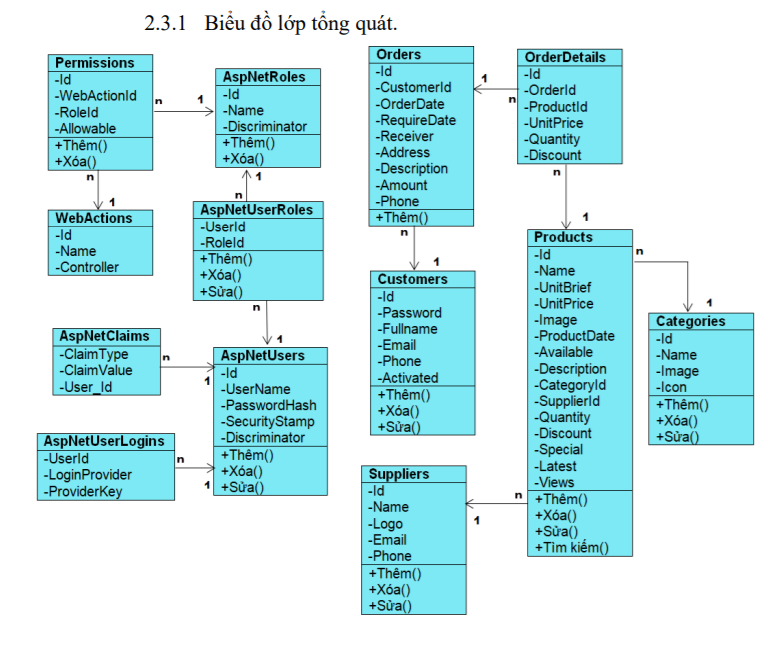 2.3.1 Biểu đồ lớp tổng quát.
Permissions
-Id
-WebActionId
-RoleId
-Allowable
+Thêm()
+Xóa()
n
1
AspNetRoles
-Id
-Name
-Discriminator
+Thêm()
+Xóa()
n
1
WebActions
-Id
-Name
-Controller
1
n
AspNetUserRoles
-UserId
-RoleId
+Thêm()
+Xóa()
+Sửa()
n
1
AspNetClaims
-ClaimType
-ClaimValue
-User_Id
n
1
AspNetUsers
-Id
-UserName
-PasswordHash
-SecurityStamp
-Discriminator
+Thêm()
+Xóa()
+Sửa()
AspNetUserLogins
-UserId
-LoginProvider
-ProviderKey
n
1
Orders
-Id
-CustomerId
-OrderDate
-RequireDate
-Receiver
-Address
-Description
-Amount
-Phone
+Thêm()
1
n
OrderDetails
-Id
-OrderId
-ProductId
-UnitPrice
-Quantity
-Discount
n
1
n
1
Customers
-Id
-Password
-Fullname
-Email
-Phone
-Activated
+Thêm()
+Xóa()
+Sửa()
Products
-Id
-Name
-UnitBrief
-UnitPrice
-Image
-ProductDate
-Available
-Description
-CategoryId
-SupplierId
-Quantity
-Discount
-Special
-Latest
-Views
+Thêm()
+Xóa()
+Sửa()
+Tìm kiếm()
n
1
Categories
-Id
-Name
-Image
-Icon
+Thêm()
+Xóa()
+Sửa()
Suppliers
-Id
-Name
-Logo
-Email
-Phone
+Thêm()
+Xóa()
+Sửa()
n
1